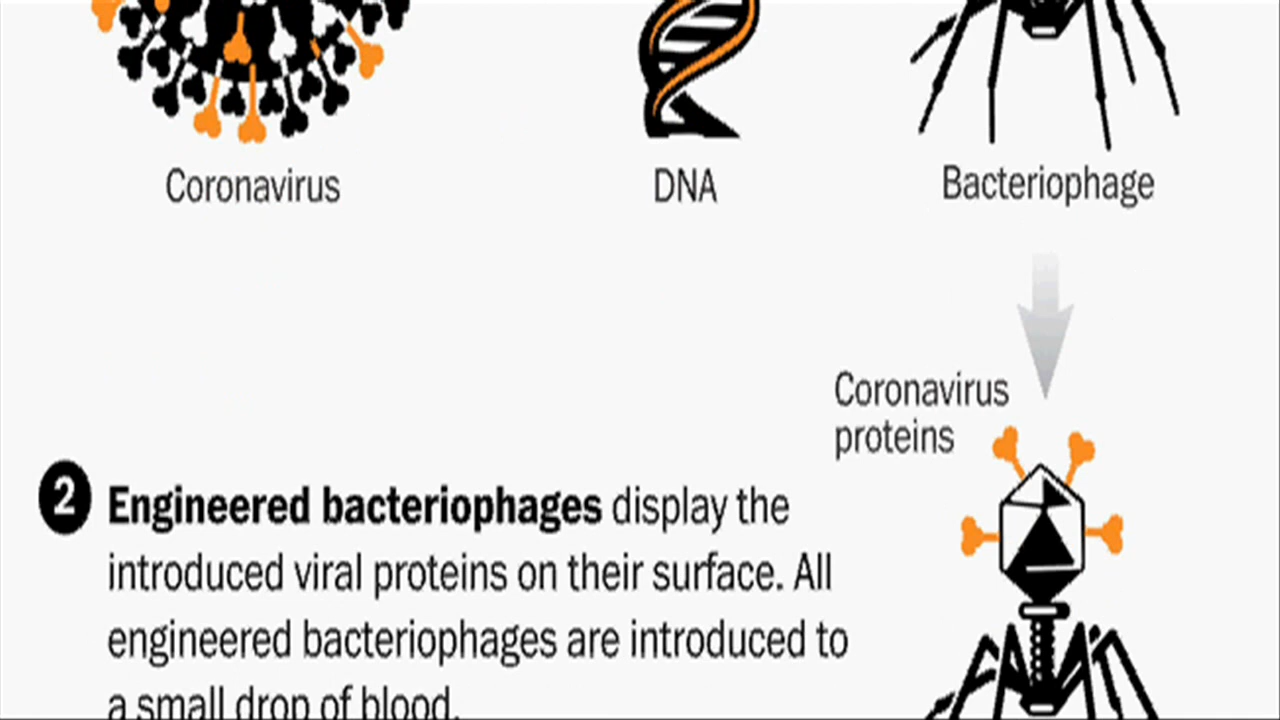 Coronavirus
DNA
Bacteriophage
Coronavirus
proteins
2
Engineered bacteriophages display the
introduced viral proteins on their surface. All
engineered bacteriophages are introduced to
a small drop of blood.